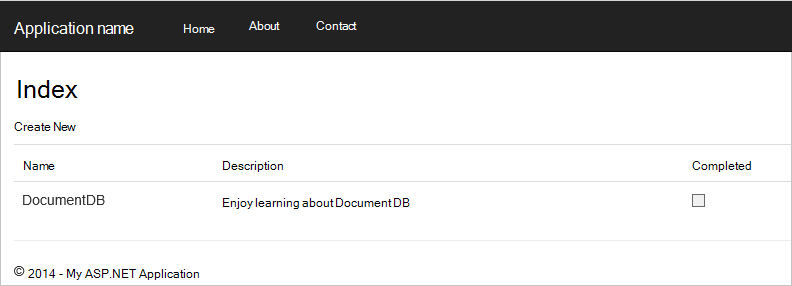 Application name Home About Contact
Index
Create New
Name Description Completed
DocumentDB Enjoy learning about Document DB
© 2014 - My ASP.NET Application